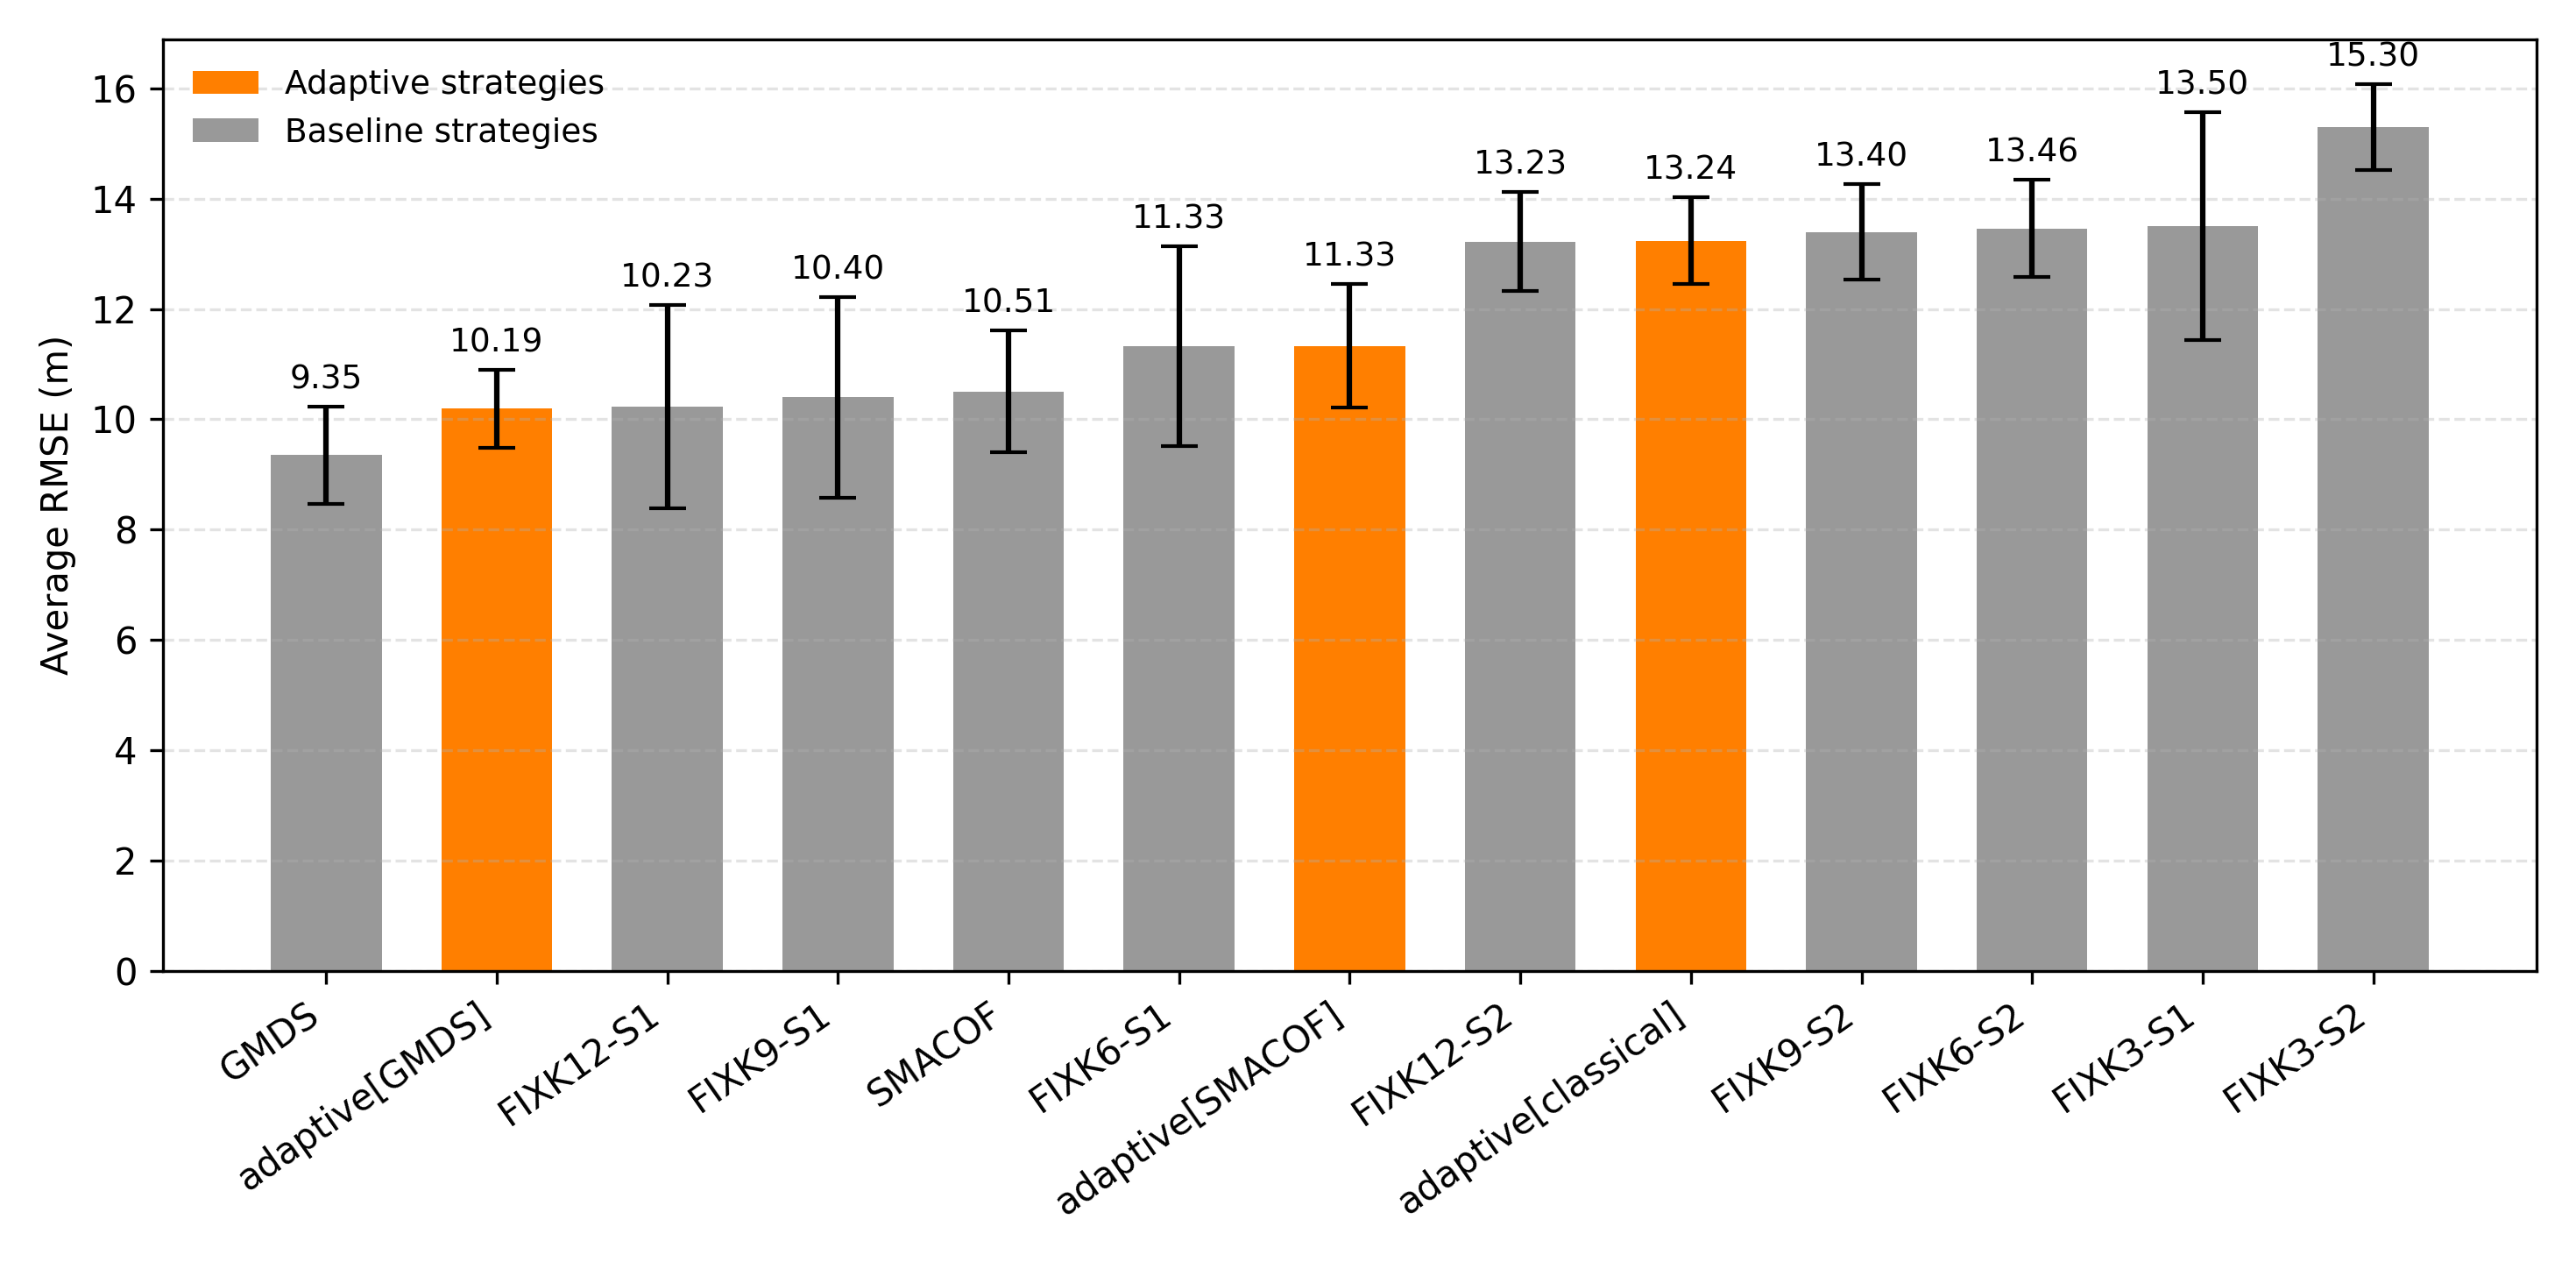 Adaptive strategies
Baseline strategies
Average RMSE (m)
16
14
12
10
8
6
4
2
0
9.35
10.19
10.23
10.40
10.51
11.33
11.33
13.23
13.24
13.40
13.46
13.50
15.30
GMDS
adaptive[GMDS]
FIXK12-S1
FIXK9-S1
SMACOF
FIXK6-S1
adaptive[SMACOF]
FIXK12-S2
adaptive[classical]
FIXK9-S2
FIXK6-S2
FIXK3-S1
FIXK3-S2